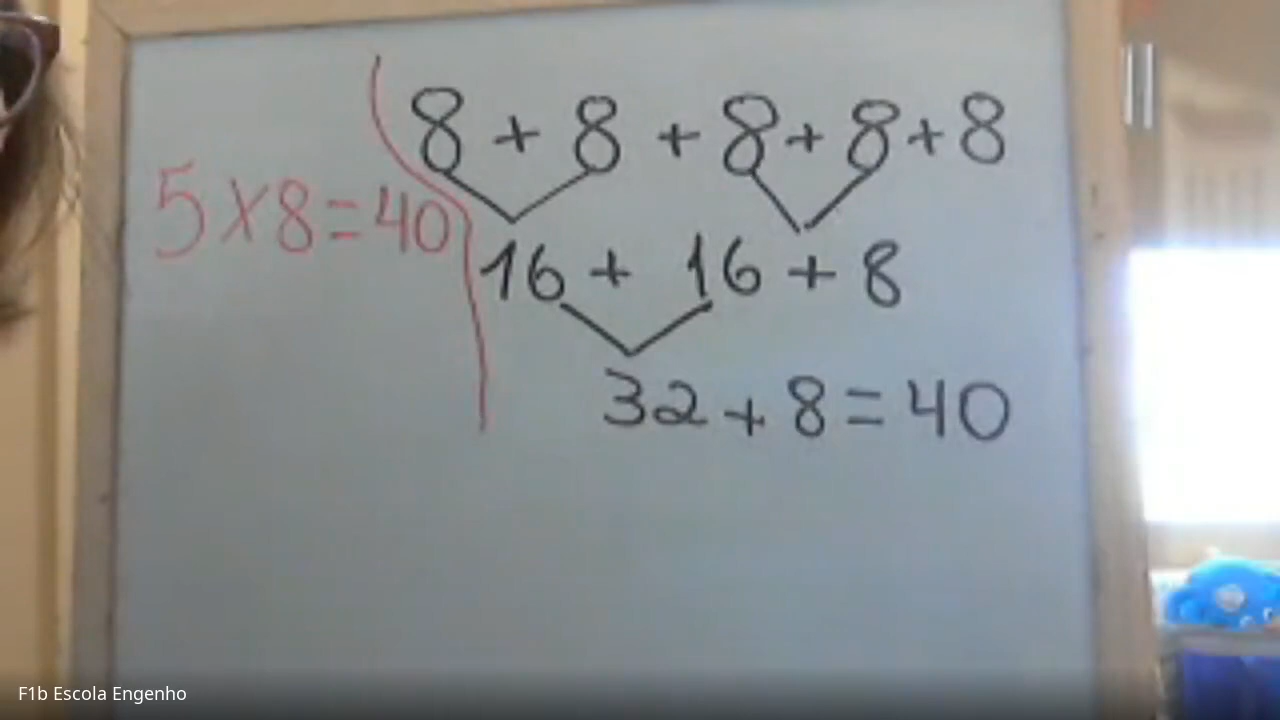 8 + 8 + 8 + 8 + 8
5 x 8 = 40
16 + 16 + 8
32 + 8 = 40
F1b Escola Engenho